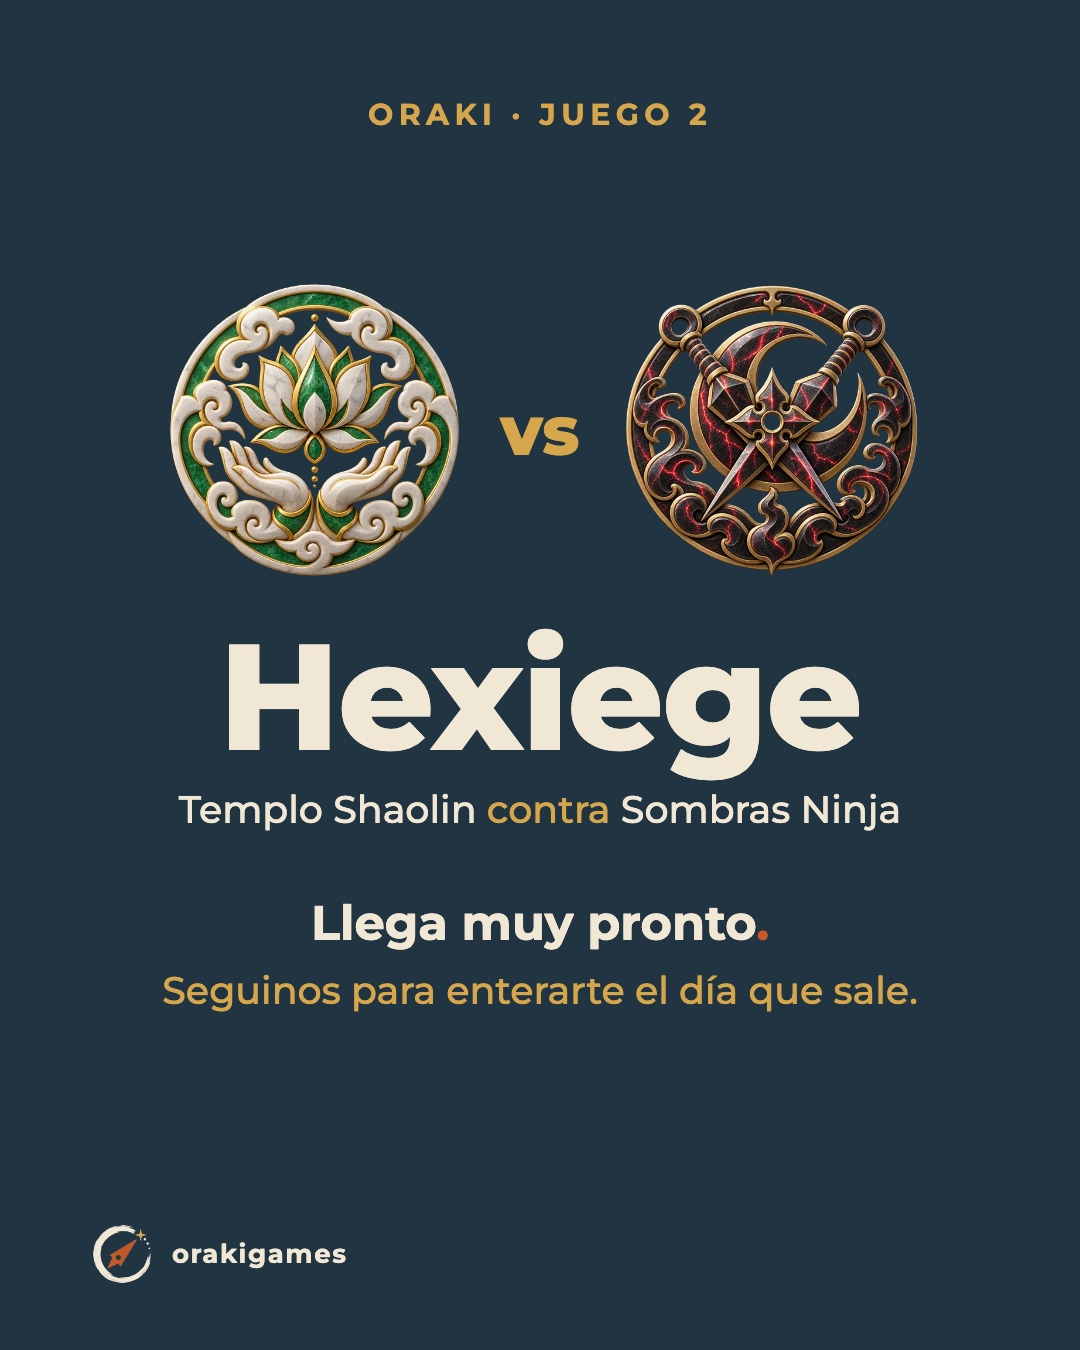 ORAKI · JUEGO 2
vs
Hexiege
Templo Shaolin contra Sombras Ninja
Llega muy pronto.
Seguinos para enterarte el día que sale.
orakigames